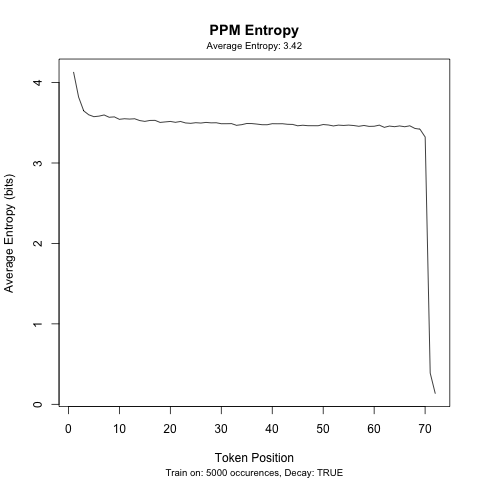 PPM Entropy
Average Entropy: 3.42
Average Entropy (bits)
4
3
2
1
0
0 10 20 30 40 50 60 70
Token Position
Train on: 5000 occurences, Decay: TRUE